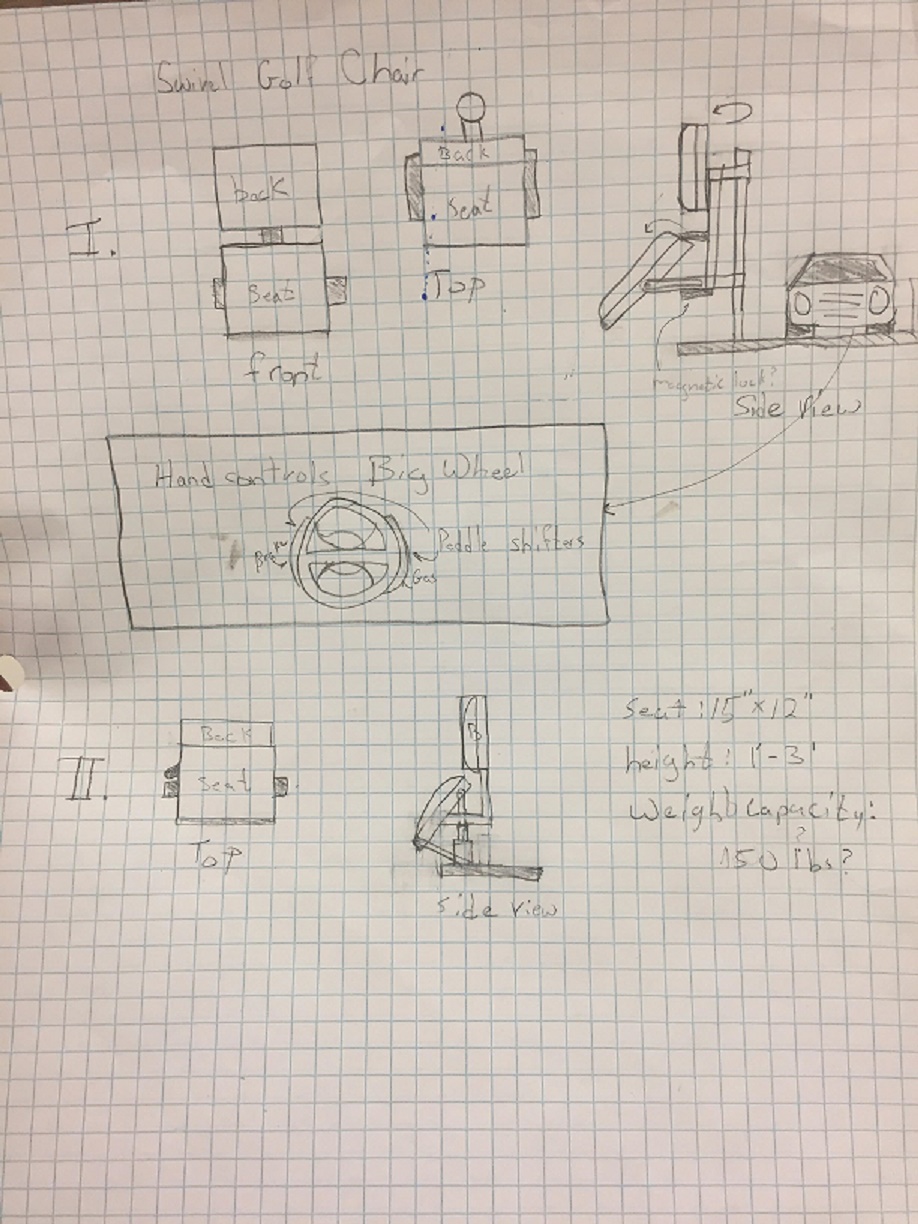 Swivel Golf Chair
I.
back
Seat
front
Back
Seat
Top
magnetic lock?
Side View
Hand controls Big Wheel
Break
Paddle shifters
Gas
II.
Back
Seat
Top
B
Side view
Seat: 15" x 12"
height: 1'-3'
Weight capacity:
?
150 lbs?